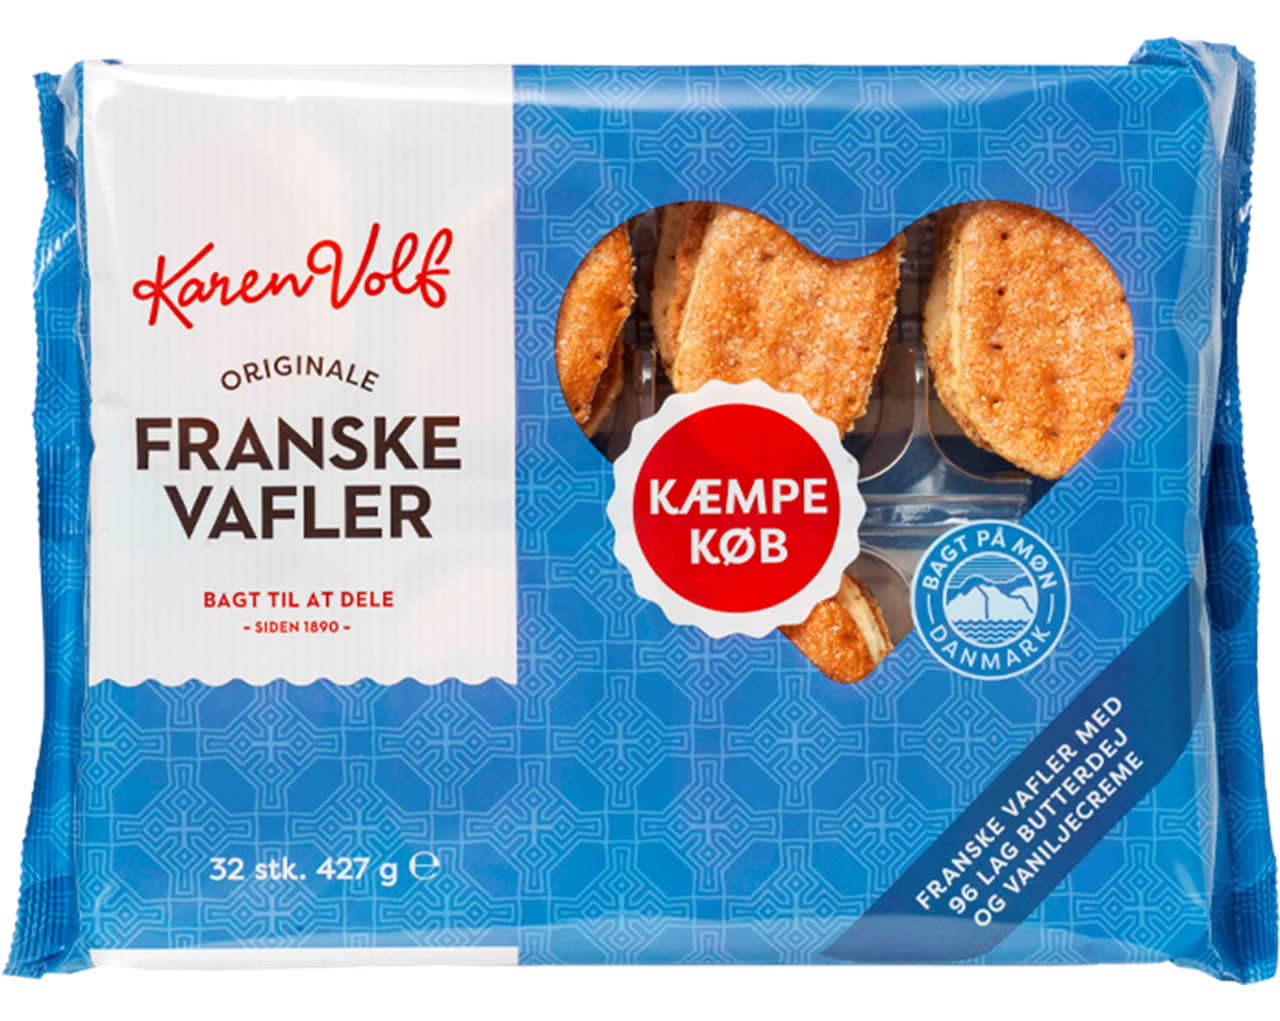 Karen Volf
ORIGINALE
FRANSKE
VAFLER
BAGT TIL AT DELE
- SIDEN 1890 -
KÆMPE
KØB
BAGT PÅ MØN
DANMARK
FRANSKE VAFLER MED
96 LAG BUTTERDEJ
OG VANILJECREME
32 stk. 427 g ℮